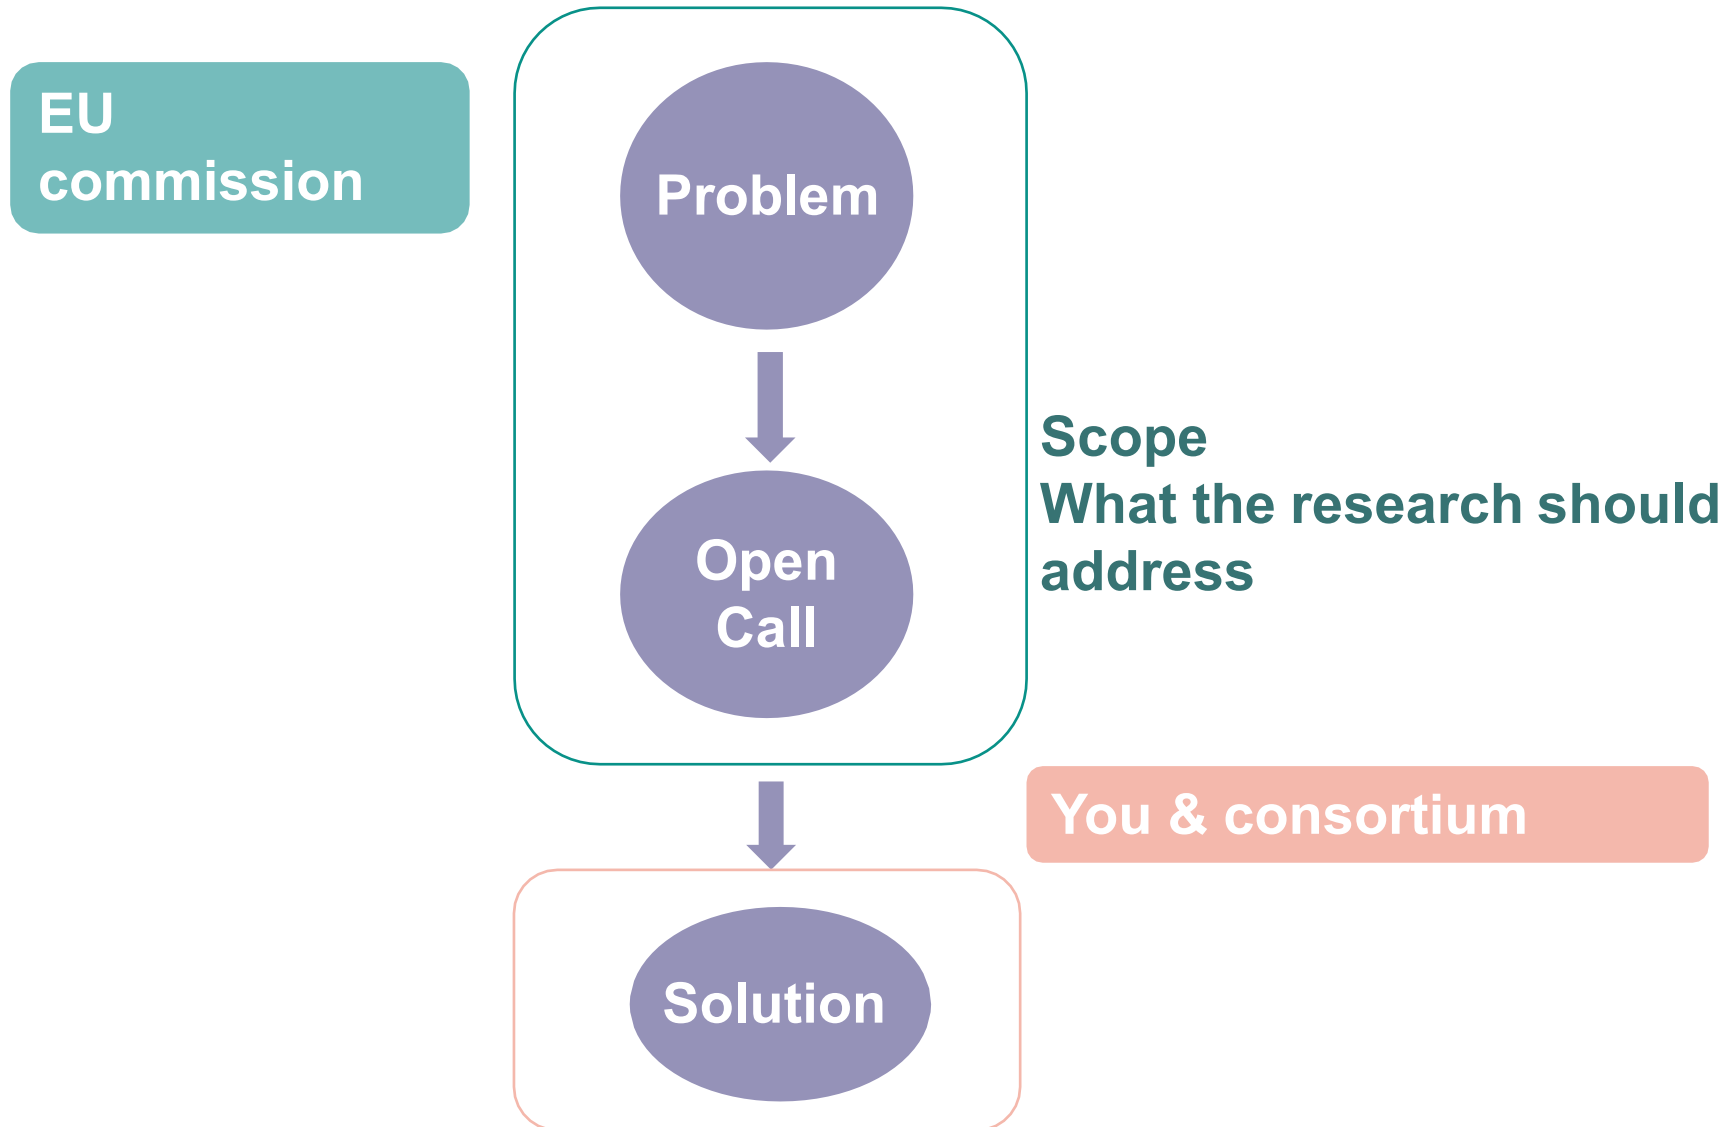 EU
commission
Problem
Open
Call
Scope
What the research should
address
You & consortium
Solution